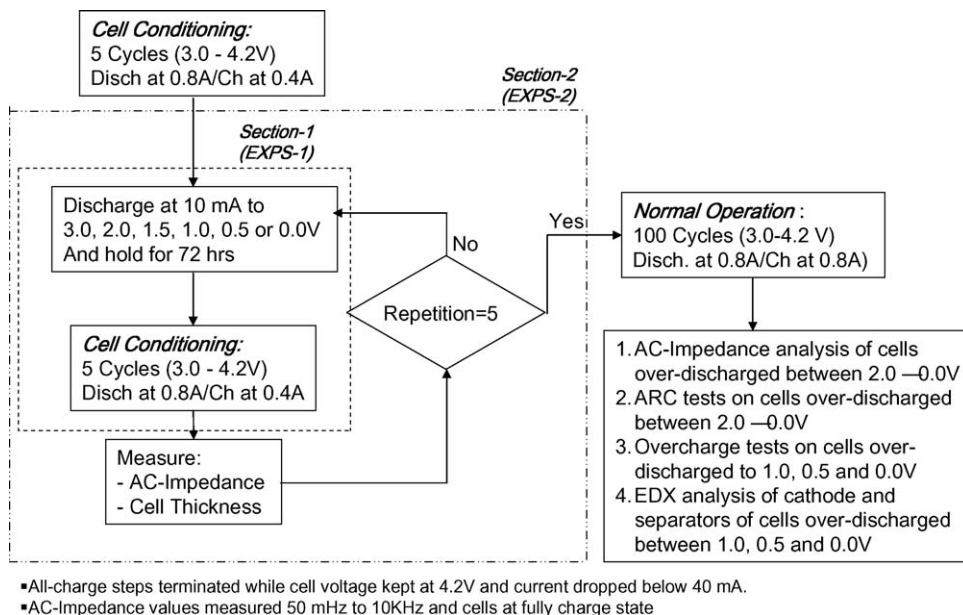 Cell Conditioning:
5 Cycles (3.0 - 4.2V)
Disch at 0.8A/Ch at 0.4A
Section-2
(EXPS-2)
Section-1
(EXPS-1)
Discharge at 10 mA to
3.0, 2.0, 1.5, 1.0, 0.5 or 0.0V
And hold for 72 hrs
No
Yes
Repetition=5
Cell Conditioning:
5 Cycles (3.0 - 4.2V)
Disch at 0.8A/Ch at 0.4A
Measure:
- AC-Impedance
- Cell Thickness
Normal Operation :
100 Cycles (3.0-4.2 V)
Disch. at 0.8A/Ch at 0.8A)
1. AC-Impedance analysis of cells
over-discharged between 2.0 —0.0V
2. ARC tests on cells over-discharged
between 2.0 —0.0V
3. Overcharge tests on cells over-
discharged to 1.0, 0.5 and 0.0V
4. EDX analysis of cathode and
separators of cells over-discharged
between 1.0, 0.5 and 0.0V
▪All-charge steps terminated while cell voltage kept at 4.2V and current dropped below 40 mA.
▪AC-Impedance values measured 50 mHz to 10KHz and cells at fully charge state